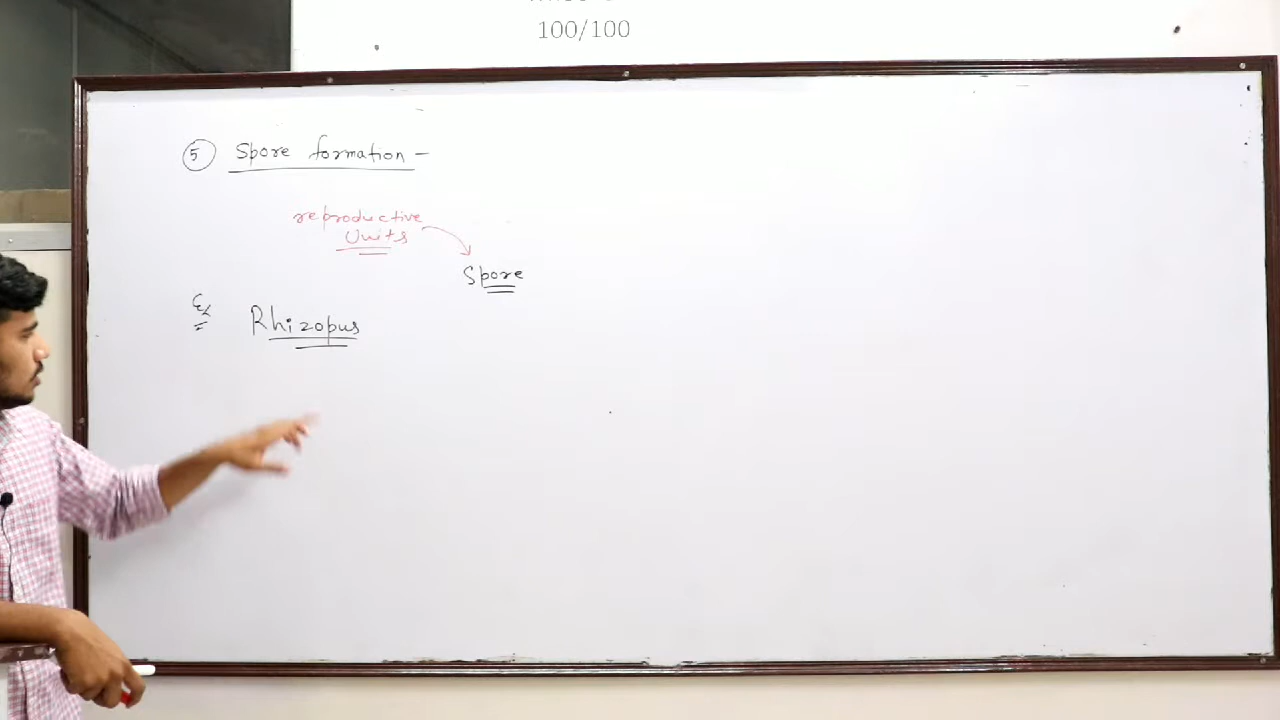 100/100
5 Spore formation -
reproductive
Units
Spore
Ex Rhizopus